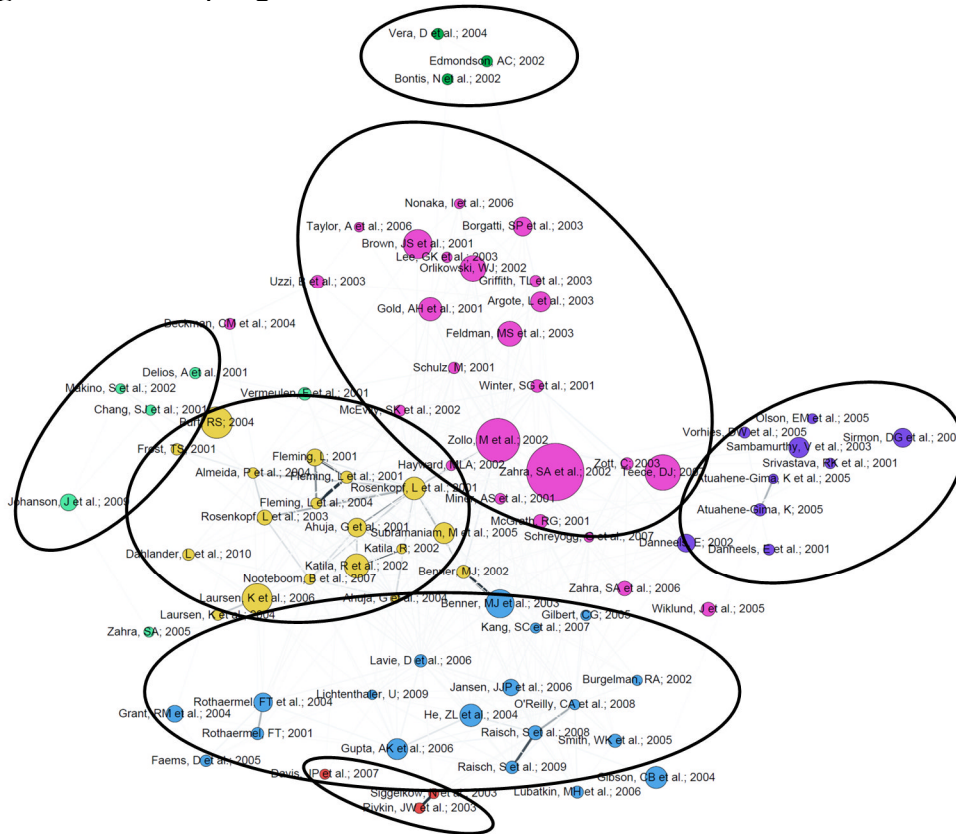 Vera, D et al.; 2004
Edmondson, AC; 2002
Bontis, N et al.; 2002
Nonaka, I et al.; 2006
Taylor, A et al.; 2006
Borgatti, SP et al.; 2003
Brown, JS et al.; 2001
Lee, GK et al.; 2003
Orlikowski, WJ; 2002
Uzzi, B et al.; 2003
Griffith, TL et al.; 2003
Argote, L et al.; 2003
Gold, AH et al.; 2001
Beckman, CM et al.; 2004
Feldman, MS et al.; 2003
Schulz, M; 2001
Delios, A et al.; 2001
Makino, S et al.; 2002
Vermeulen, F et al.; 2001
Winter, SG et al.; 2001
Chang, SJ et al.; 2001
McEvily, SK et al.; 2002
Burt, RS; 2004
Olson, EM et al.; 2005
Vorhies, DW et al.; 2005
Sirmon, DG et al.; 200
Sambamurthy, V et al.; 2003
Zollo, M et al.; 2002
Frost, TS; 2001
Fleming, L; 2001
Hayward, MLA; 2002
Zott, C; 2003
Srivastava, RK et al.; 2001
Almeida, P et al.; 2004
Fleming, L et al.; 2001
Zahra, SA et al.; 2002
Teece, DJ; 2007
Atuahene-Gima, K et al.; 2005
Rosenkopf, L et al.; 2001
Johanson, J et al.; 2009
Fleming, L et al.; 2004
Miner, AS et al.; 2001
Atuahene-Gima, K; 2005
Rosenkopf, L et al.; 2003
Ahuja, G et al.; 2001
Subramaniam, M et al.; 2005
McGrath, RG; 2001
Schreyogg, G et al.; 2007
Danneels, E; 2002
Danneels, E et al.; 2001
Dahlander, L et al.; 2010
Katila, R; 2002
Katila, R et al.; 2002
Benner, MJ; 2002
Nooteboom, B et al.; 2007
Zahra, SA et al.; 2006
Laursen, K et al.; 2006
Ahuja, G et al.; 2004
Benner, MJ et al.; 2003
Wiklund, J et al.; 2005
Laursen, K et al.; 2004
Gilbert, CG; 2005
Kang, SC et al.; 2007
Zahra, SA; 2005
Lavie, D et al.; 2006
Burgelman, RA; 2002
Lichtenthaler, U; 2009
Jansen, JJP et al.; 2006
Rothaermel, FT et al.; 2004
O'Reilly, CA et al.; 2008
Grant, RM et al.; 2004
He, ZL et al.; 2004
Rothaermel, FT; 2001
Raisch, S et al.; 2008
Smith, WK et al.; 2005
Gupta, AK et al.; 2006
Faems, D et al.; 2005
Raisch, S et al.; 2009
Davis, JP et al.; 2007
Gibson, CB et al.; 2004
Siggelkow, N et al.; 2003
Lubatkin, MH et al.; 2006
Rivkin, JW et al.; 2003